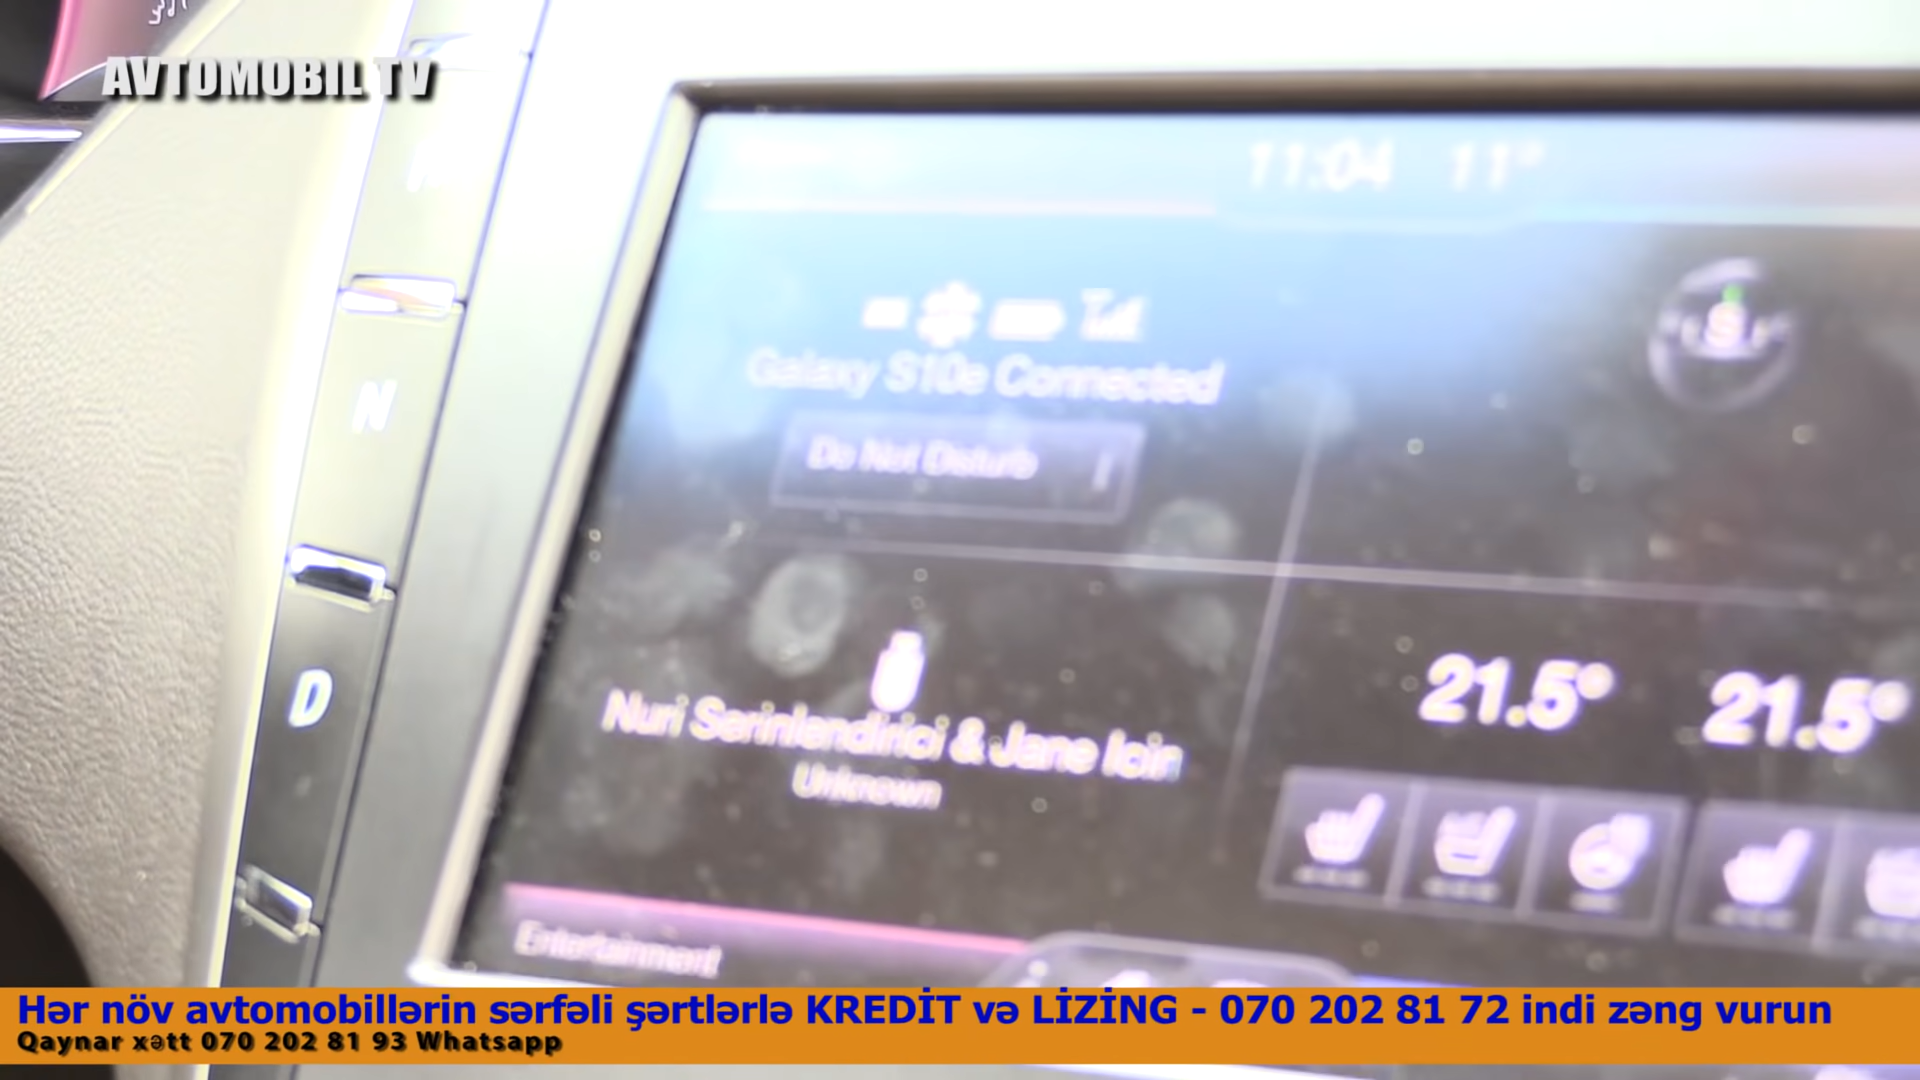 AVTOMOBIL TV
11:04 11°
Galaxy S10e Connected
Do Not Disturb
N
S
D
21.5° 21.5°
Nuri Serinlendirici & Jane Icin
Unknown
Entertainment
Hər növ avtomobillərin sərfəli şərtlərlə KREDİT və LİZİNG - 070 202 81 72 indi zəng vurun
Qaynar xətt 070 202 81 93 Whatsapp